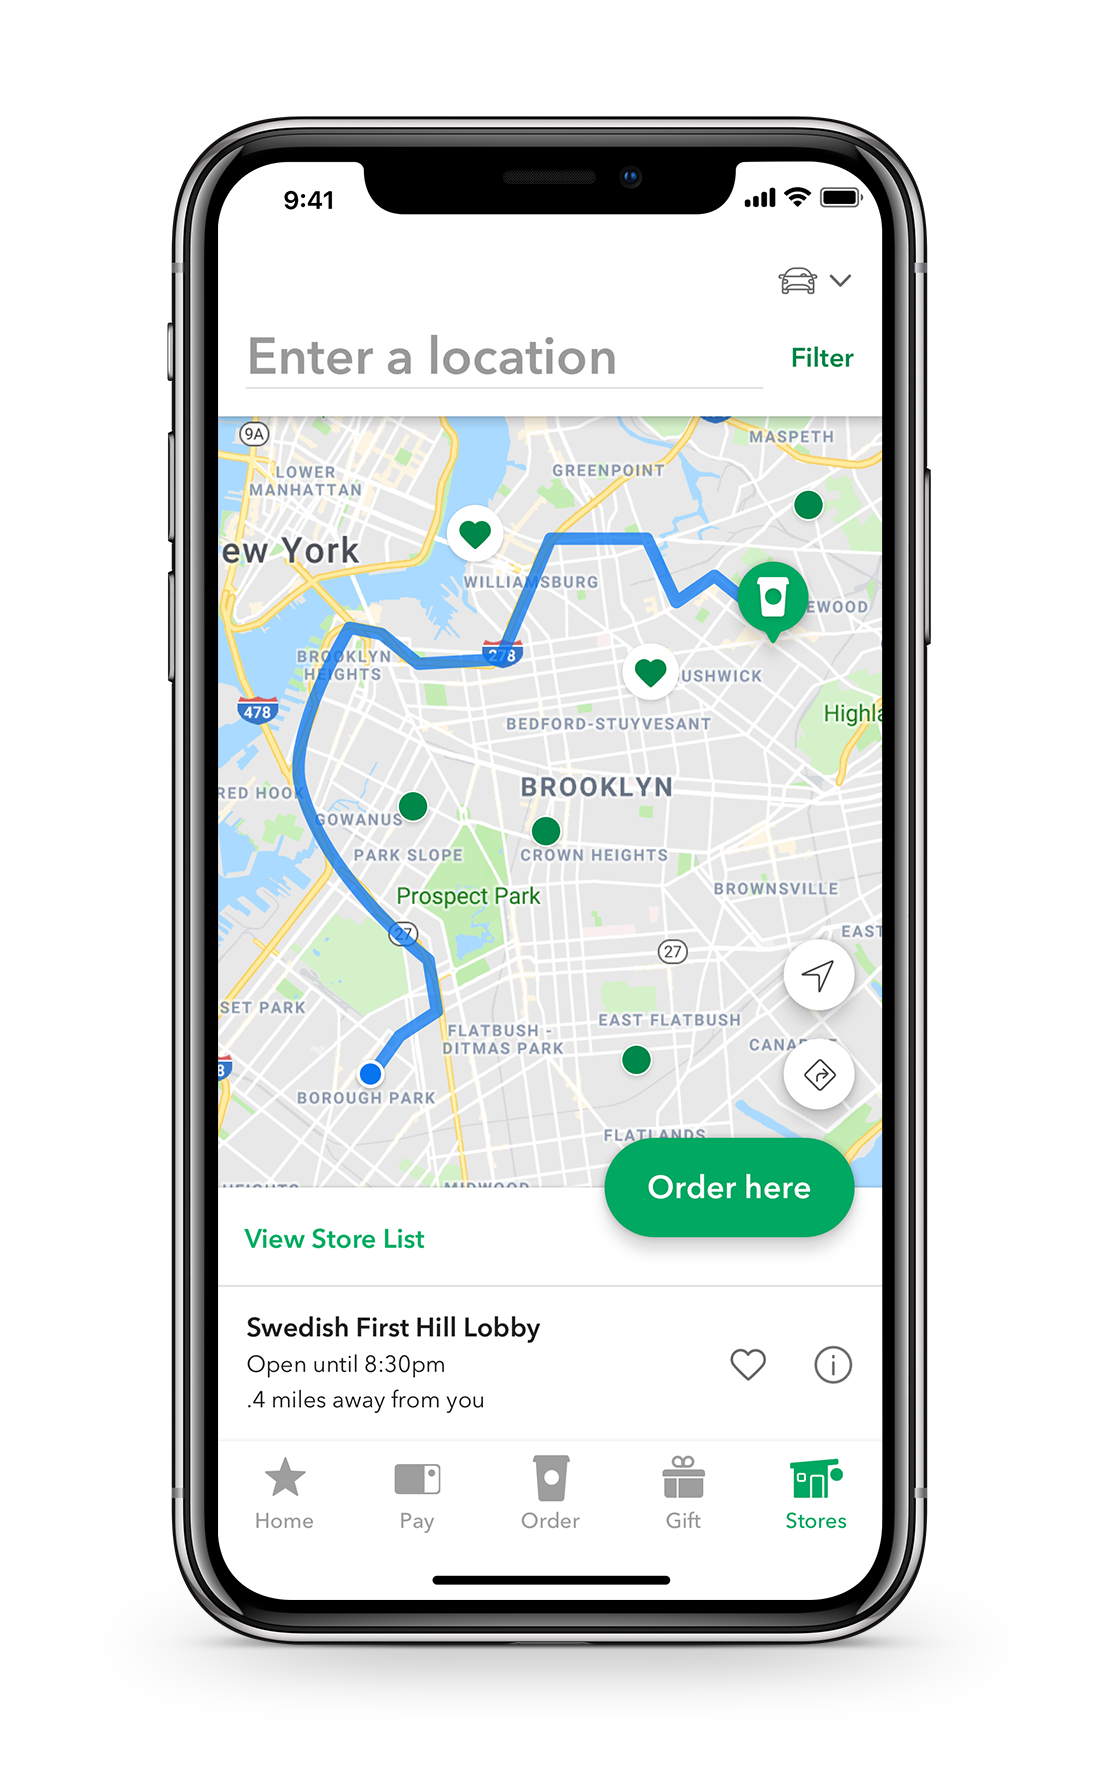 9:41
Enter a location
Filter
9A
MASPETH
LOWER
MANHATTAN
GREENPOINT
ew York
WILLIAMSBURG
EWOOD
278
BROOKLYN
HEIGHTS
USHWICK
478
Highla
BEDFORD-STUYVESANT
BROOKLYN
RED HOOK
GOWANUS
PARK SLOPE
CROWN HEIGHTS
Prospect Park
BROWNSVILLE
27
EAST
27
SET PARK
EAST FLATBUSH
FLATBUSH -
DITMAS PARK
CANA
E
8
BOROUGH PARK
FLATLANDS
HEIGHTS
MIDWOOD
Order here
View Store List
Swedish First Hill Lobby
Open until 8:30pm
.4 miles away from you
Home
Pay
Order
Gift
Stores